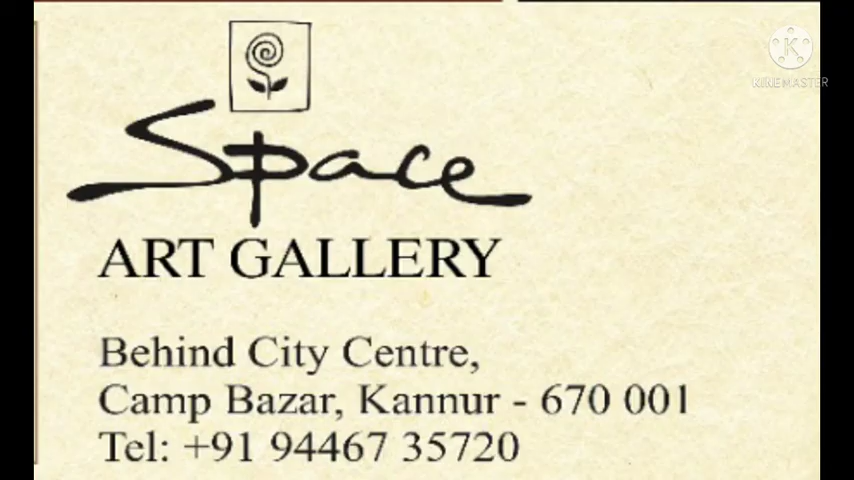 K
KINEMASTER
Space
ART GALLERY
Behind City Centre,
Camp Bazar, Kannur - 670 001
Tel: +91 94467 35720